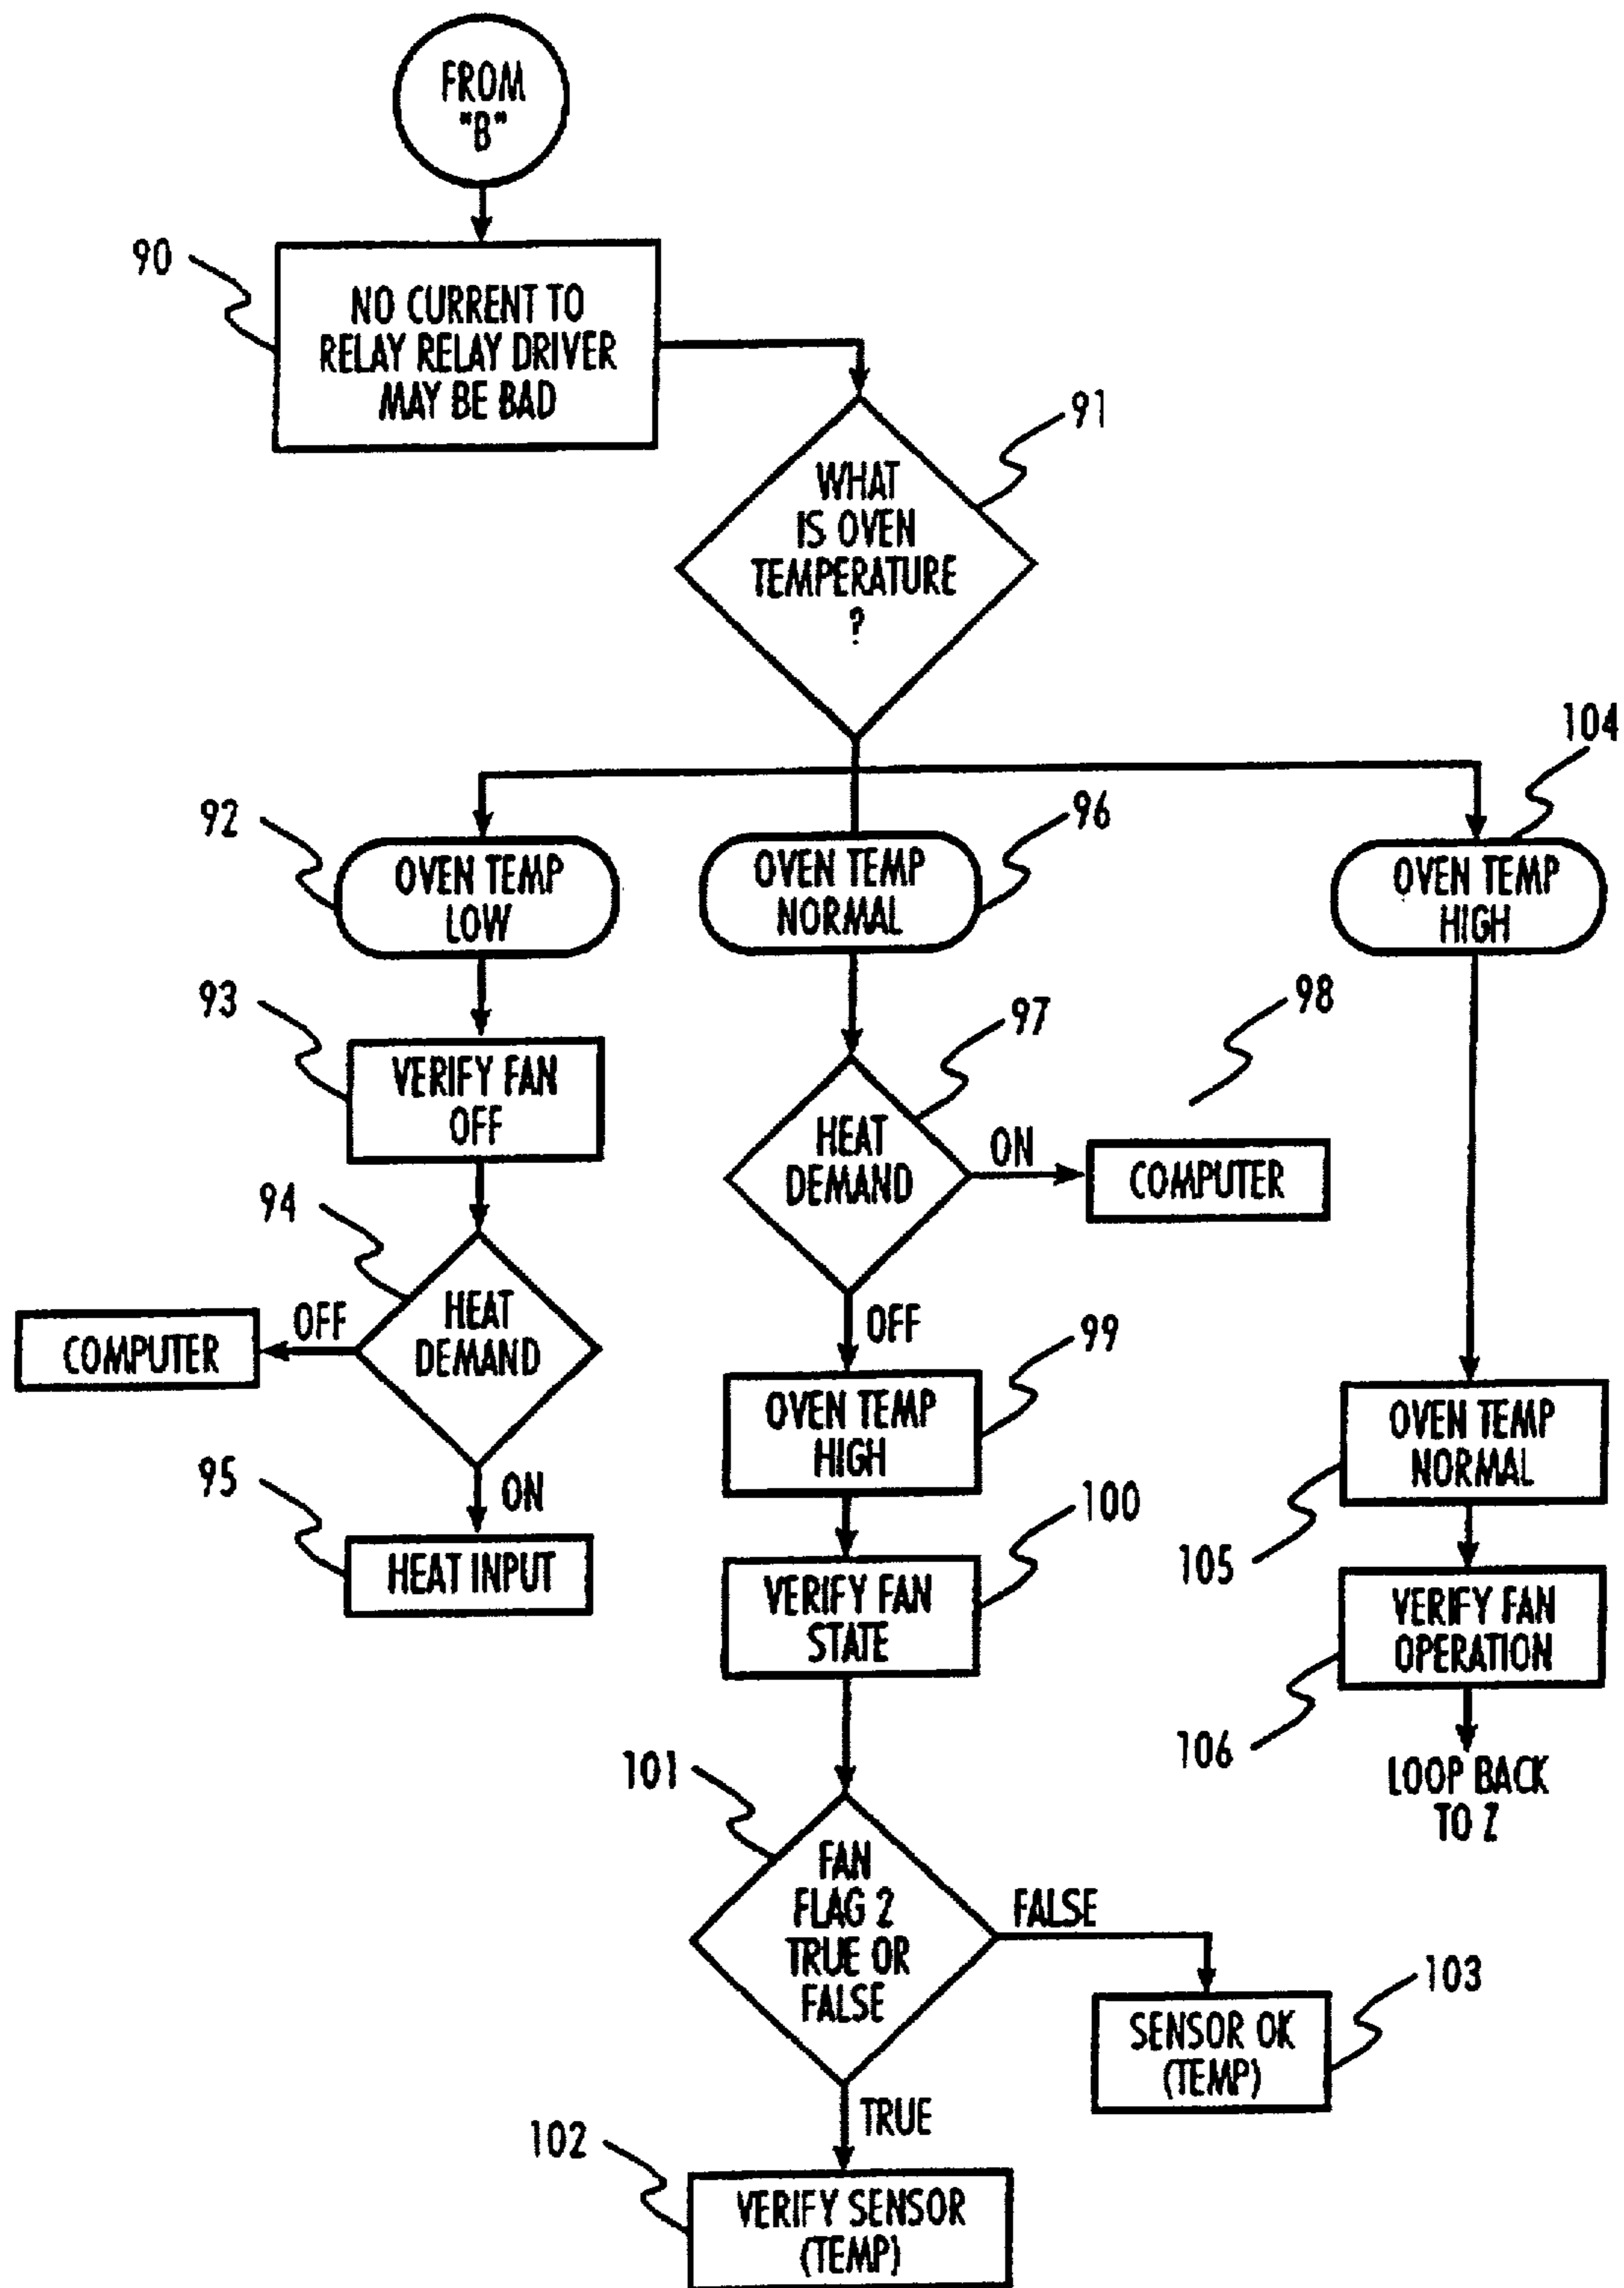 FROM
"B"
90
NO CURRENT TO
RELAY RELAY DRIVER
MAY BE BAD
91
WHAT
IS OVEN
TEMPERATURE
?
92
OVEN TEMP
LOW
96
OVEN TEMP
NORMAL
104
OVEN TEMP
HIGH
93
VERIFY FAN
OFF
94
HEAT
DEMAND
OFF
COMPUTER
ON
95
HEAT INPUT
97
HEAT
DEMAND
ON
98
COMPUTER
OFF
99
OVEN TEMP
HIGH
100
VERIFY FAN
STATE
101
FAN
FLAG 2
TRUE OR
FALSE
FALSE
103
SENSOR OK
(TEMP)
TRUE
102
VERIFY SENSOR
(TEMP)
105
OVEN TEMP
NORMAL
106
VERIFY FAN
OPERATION
LOOP BACK
TO Z